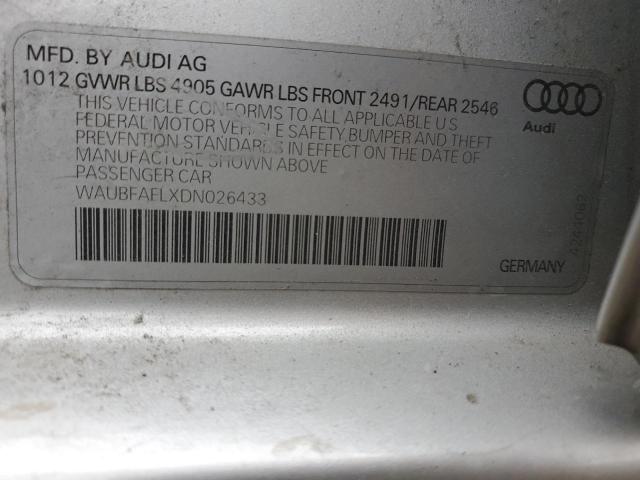 MFD. BY AUDI AG
1012 GVWR LBS 4905 GAWR LBS FRONT 2491/REAR 2546
THIS VEHICLE CONFORMS TO ALL APPLICABLE U S
FEDERAL MOTOR VEHICLE SAFETY, BUMPER AND THEFT
PREVENTION STANDARDS IN EFFECT ON THE DATE OF
MANUFACTURE SHOWN ABOVE
PASSENGER CAR
WAUBFAFLXDN026433
Audi
GERMANY